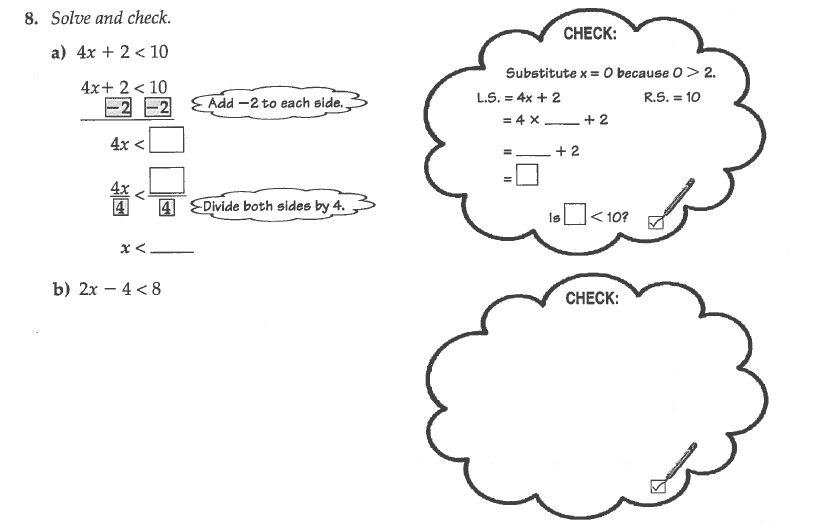 8. Solve and check.
a) 4x + 2 < 10
4x + 2 < 10
−2 −2
Add −2 to each side.
4x <
4x <
4 4
Divide both sides by 4.
x < ____
b) 2x − 4 < 8
CHECK:
Substitute x = 0 because 0 > 2.
L.S. = 4x + 2 R.S. = 10
= 4 × ____ + 2
= ____ + 2
=
Is □ < 10?
CHECK: